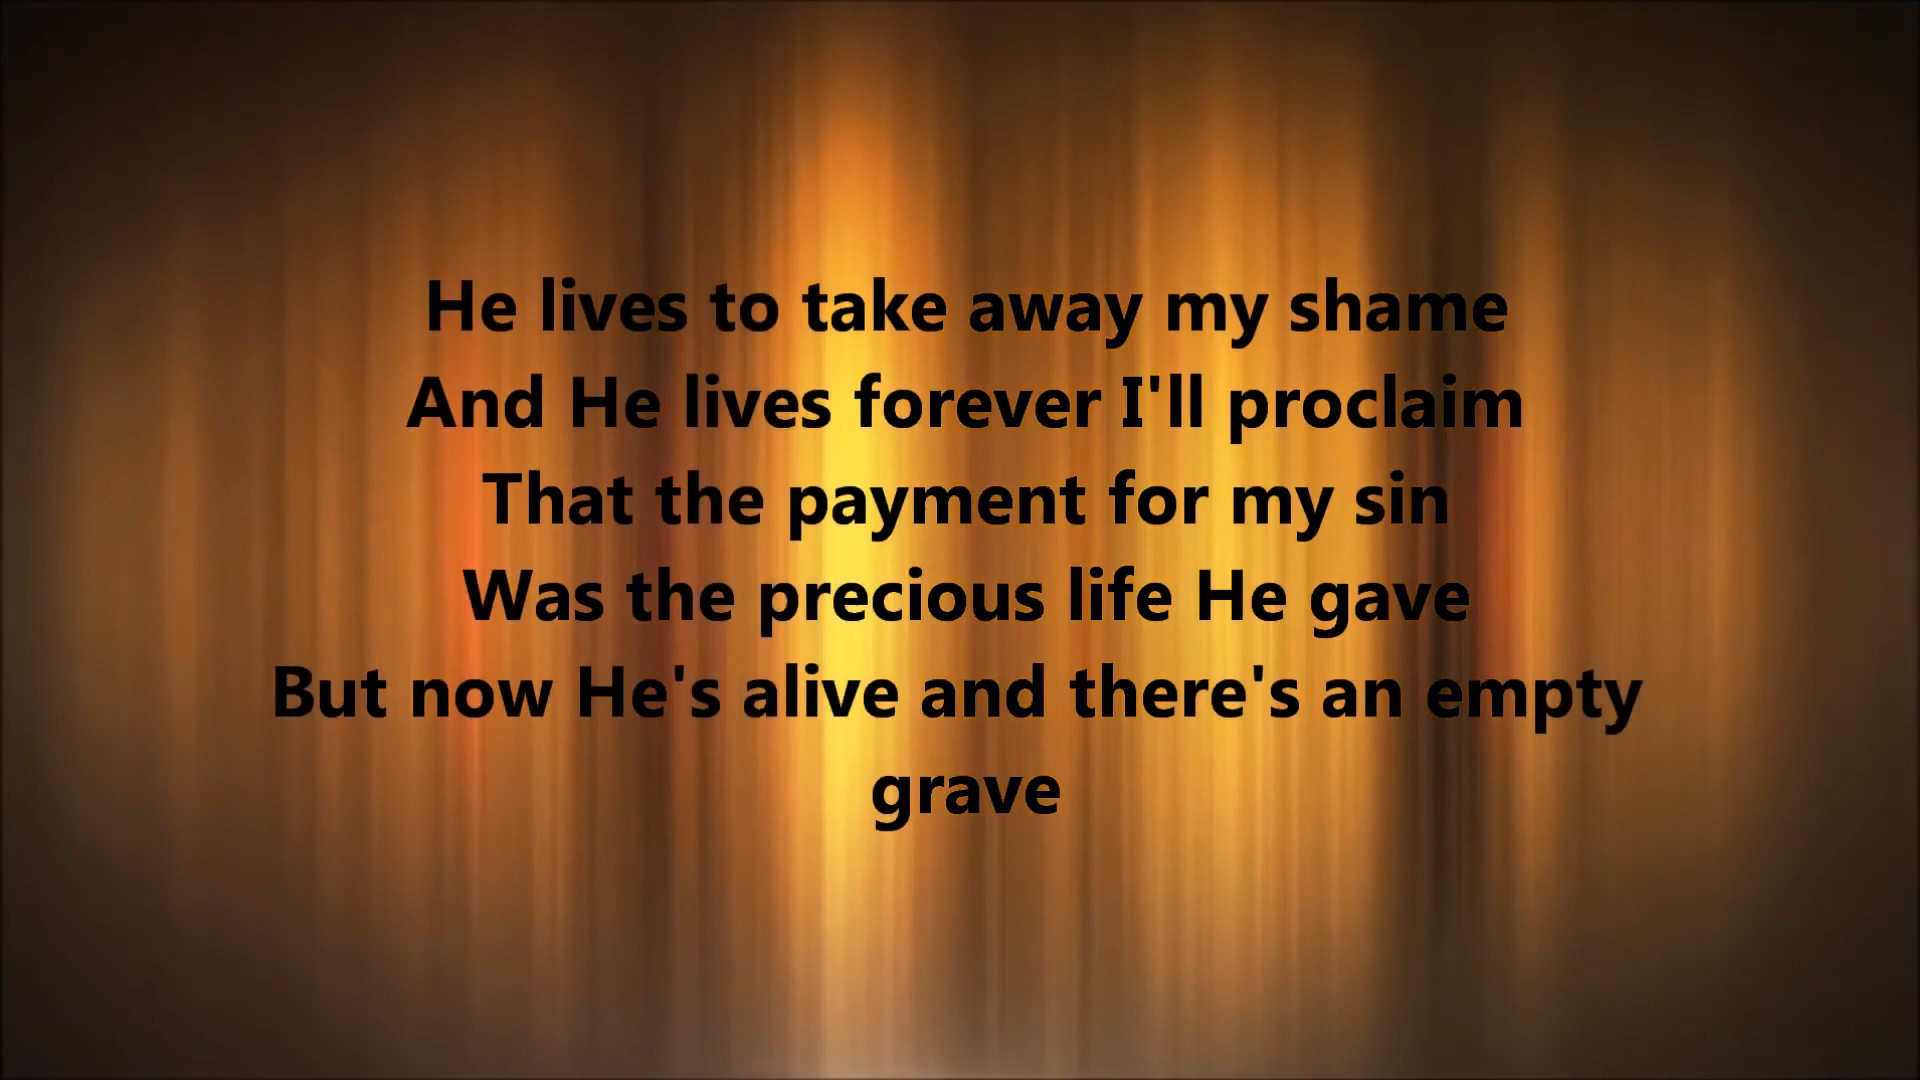 He lives to take away my shame
And He lives forever I'll proclaim
That the payment for my sin
Was the precious life He gave
But now He's alive and there's an empty
grave